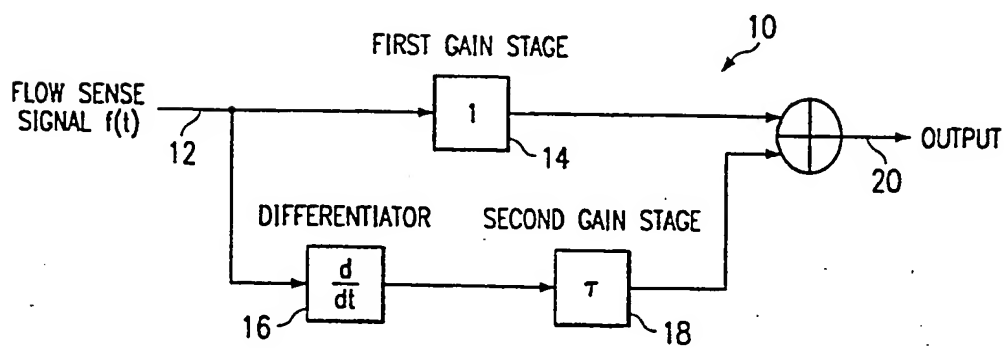 10
FIRST GAIN STAGE
FLOW SENSE
SIGNAL f(t)
12
1
14
OUTPUT
20
DIFFERENTIATOR
SECOND GAIN STAGE
d
dt
16
τ
18